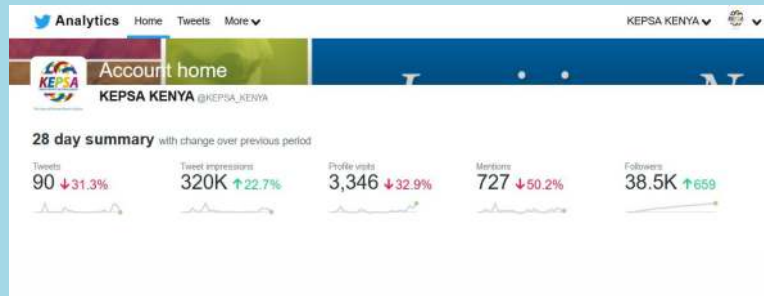 Analytics Home Tweets More KEPSA KENYA
KEPSA
Account home
KEPSA KENYA @KEPSA_KENYA
28 day summary with change over previous period
Tweets Tweet impressions Profile visits Mentions Followers
90 ↓31.3% 320K ↑22.7% 3,346 ↓32.9% 727 ↓50.2% 38.5K ↑659